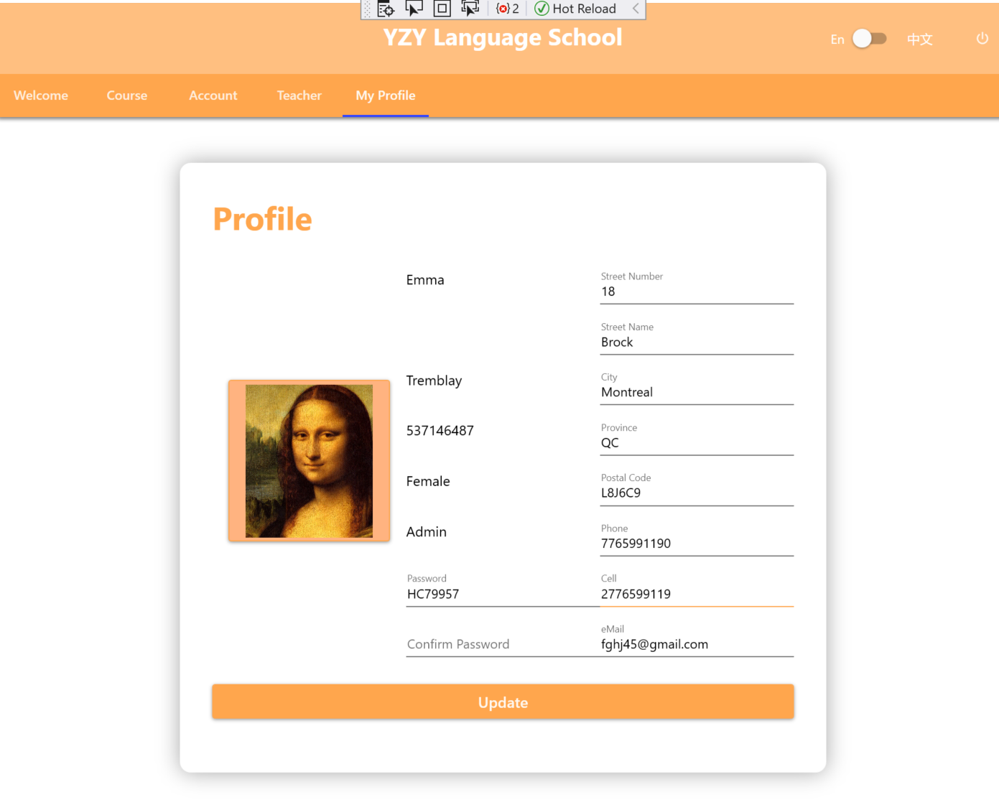 2 Hot Reload
YZY Language School
En 中文
Welcome Course Account Teacher My Profile
Profile
Emma
Tremblay
537146487
Female
Admin
Password
HC79957
Confirm Password
Street Number
18
Street Name
Brock
City
Montreal
Province
QC
Postal Code
L8J6C9
Phone
7765991190
Cell
2776599119
eMail
fghj45@gmail.com
Update